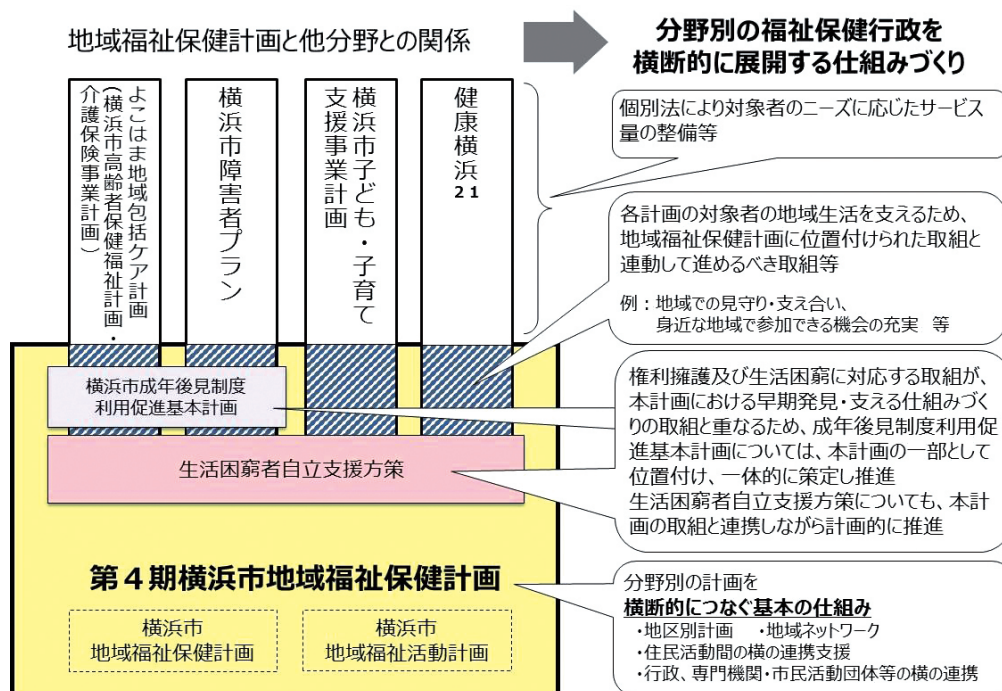 地域福祉保健計画と他分野との関係
分野別の福祉保健行政を
横断的に展開する仕組みづくり
よこはま地域包括ケア計画
(横浜市高齢者保健福祉計画・
介護保険事業計画)
横浜市障害者プラン
横浜市子ども・子育て
支援事業計画
健康横浜21
個別法により対象者のニーズに応じたサービス
量の整備等
各計画の対象者の地域生活を支えるため、
地域福祉保健計画に位置付けられた取組と
連動して進めるべき取組等
例：地域での見守り・支え合い、
身近な地域で参加できる機会の充実 等
横浜市成年後見制度
利用促進基本計画
権利擁護及び生活困窮に対応する取組が、
本計画における早期発見・支える仕組みづく
りの取組と重なるため、成年後見制度利用促
進基本計画については、本計画の一部として
位置付け、一体的に策定し推進
生活困窮者自立支援方策についても、本計
画の取組と連携しながら計画的に推進
生活困窮者自立支援方策
第４期横浜市地域福祉保健計画
横浜市
地域福祉保健計画
横浜市
地域福祉活動計画
分野別の計画を
横断的につなぐ基本の仕組み
・地区別計画 ・地域ネットワーク
・住民活動間の横の連携支援
・行政、専門機関・市民活動団体等の横の連携